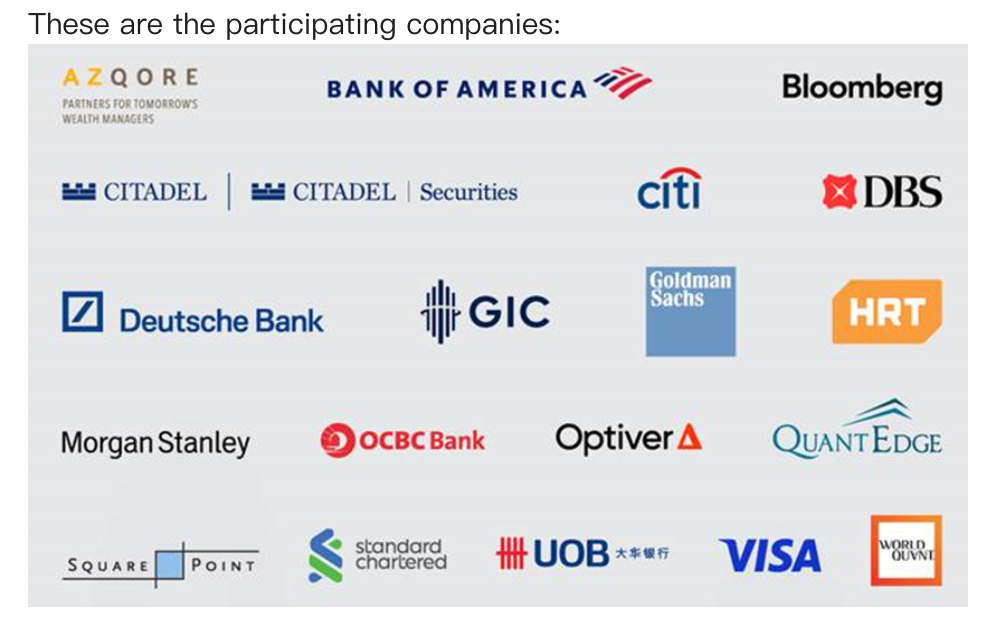 These are the participating companies:
AZQORE
PARTNERS FOR TOMORROW'S
WEALTH MANAGERS
BANK OF AMERICA
Bloomberg
CITADEL
CITADEL | Securities
citi
DBS
Deutsche Bank
GIC
Goldman
Sachs
HRT
Morgan Stanley
OCBC Bank
Optiver
QUANTEDGE
SQUARE POINT
standard
chartered
UOB 大华银行
VISA
WORLD
QUVNT